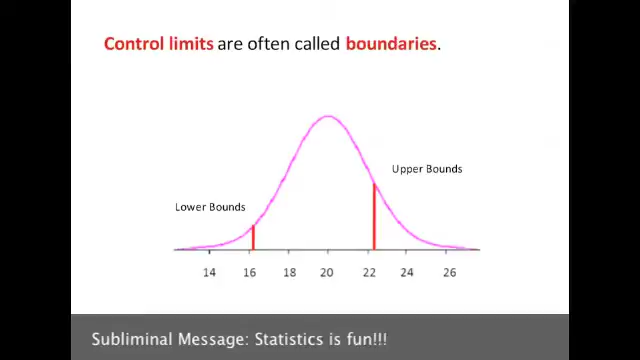 Control limits are often called boundaries.
Upper Bounds
Lower Bounds
14 16 18 20 22 24 26
Subliminal Message: Statistics is fun!!!